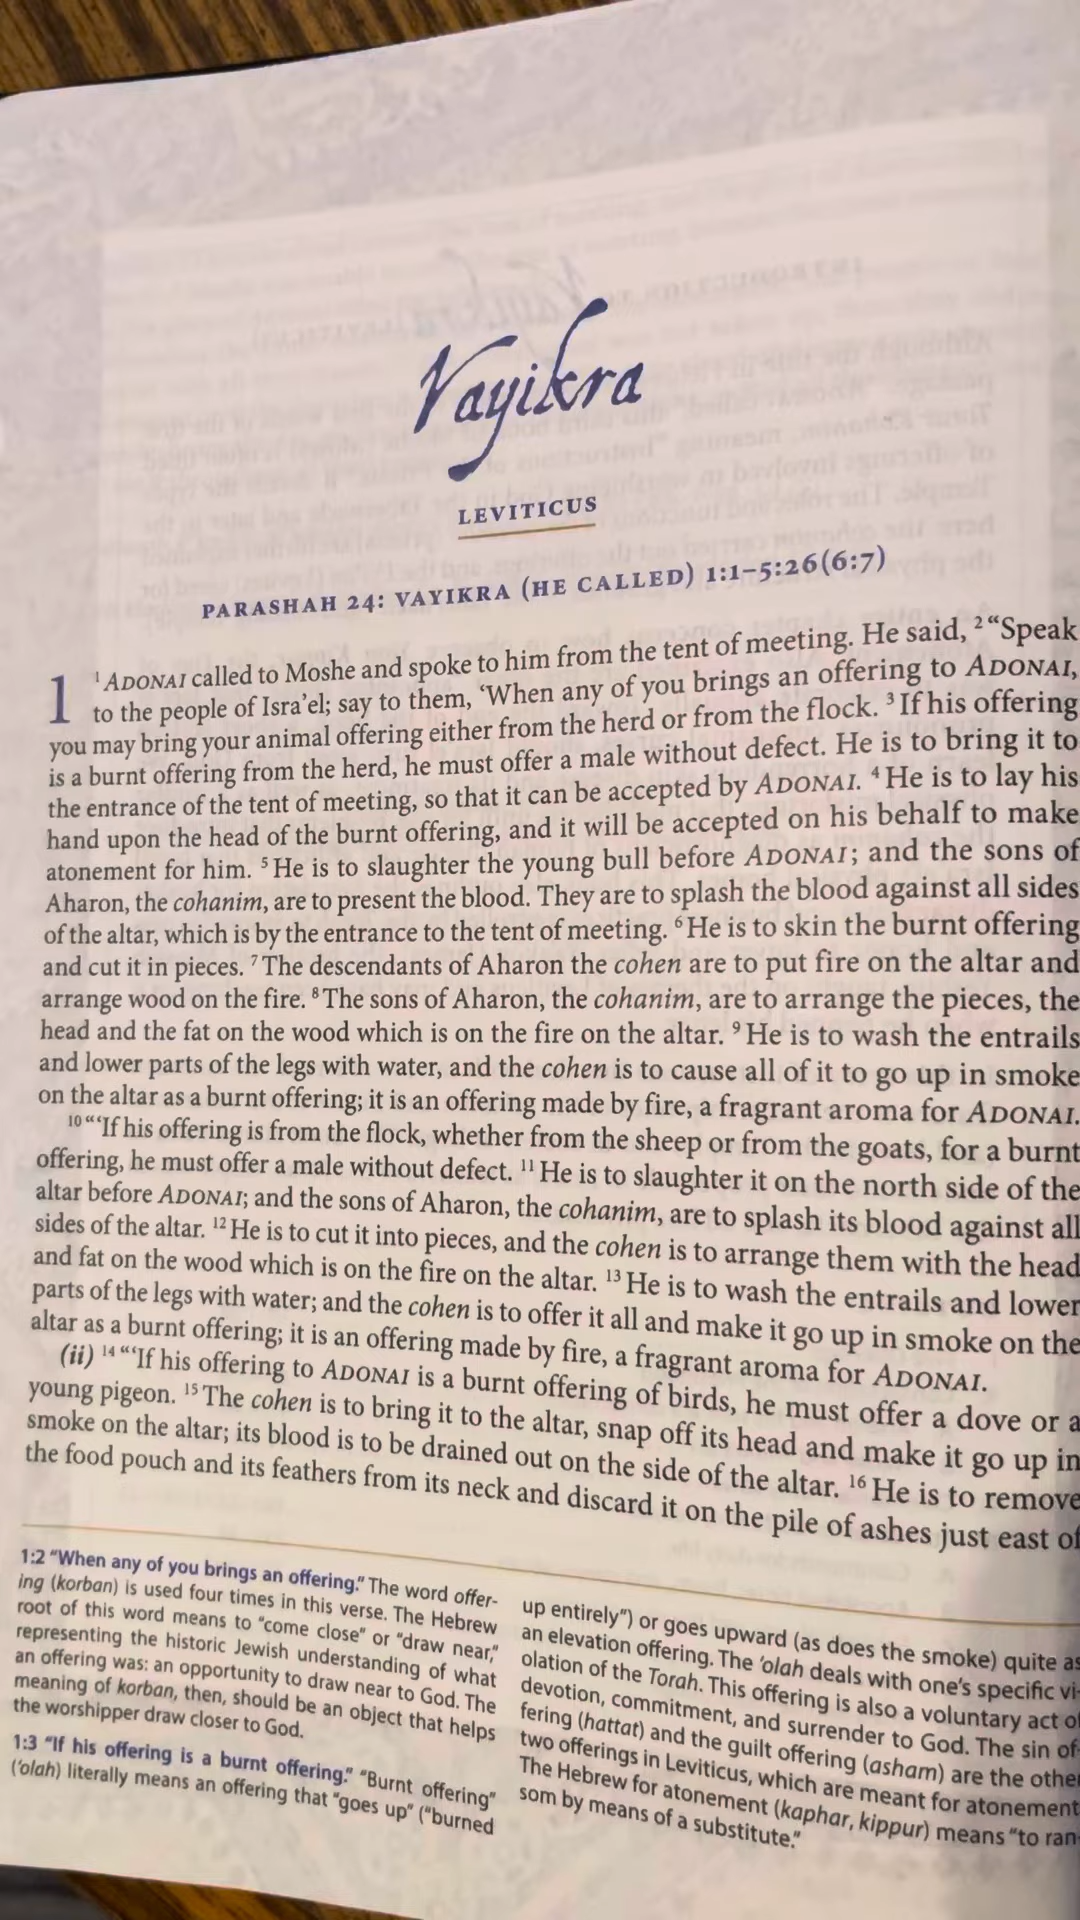 Vayikra
LEVITICUS
PARASHAH 24: VAYIKRA (HE CALLED) 1:1–5:26(6:7)
1 ¹ADONAI called to Moshe and spoke to him from the tent of meeting. He said, ²“Speak
to the people of Isra’el; say to them, ‘When any of you brings an offering to ADONAI,
you may bring your animal offering either from the herd or from the flock. ³If his offering
is a burnt offering from the herd, he must offer a male without defect. He is to bring it to
the entrance of the tent of meeting, so that it can be accepted by ADONAI. ⁴He is to lay his
hand upon the head of the burnt offering, and it will be accepted on his behalf to make
atonement for him. ⁵He is to slaughter the young bull before ADONAI; and the sons of
Aharon, the cohanim, are to present the blood. They are to splash the blood against all sides
of the altar, which is by the entrance to the tent of meeting. ⁶He is to skin the burnt offering
and cut it in pieces. ⁷The descendants of Aharon the cohen are to put fire on the altar and
arrange wood on the fire. ⁸The sons of Aharon, the cohanim, are to arrange the pieces, the
head and the fat on the wood which is on the fire on the altar. ⁹He is to wash the entrails
and lower parts of the legs with water, and the cohen is to cause all of it to go up in smoke
on the altar as a burnt offering; it is an offering made by fire, a fragrant aroma for ADONAI.
¹⁰“‘If his offering is from the flock, whether from the sheep or from the goats, for a burnt
offering, he must offer a male without defect. ¹¹He is to slaughter it on the north side of the
altar before ADONAI; and the sons of Aharon, the cohanim, are to splash its blood against all
sides of the altar. ¹²He is to cut it into pieces, and the cohen is to arrange them with the head
and fat on the wood which is on the fire on the altar. ¹³He is to wash the entrails and lower
parts of the legs with water; and the cohen is to offer it all and make it go up in smoke on the
altar as a burnt offering; it is an offering made by fire, a fragrant aroma for ADONAI.
(ii) ¹⁴“‘If his offering to ADONAI is a burnt offering of birds, he must offer a dove or a
young pigeon. ¹⁵The cohen is to bring it to the altar, snap off its head and make it go up in
smoke on the altar; its blood is to be drained out on the side of the altar. ¹⁶He is to remove
the food pouch and its feathers from its neck and discard it on the pile of ashes just east of
1:2 “When any of you brings an offering.” The word offer-
ing (korban) is used four times in this verse. The Hebrew
root of this word means to “come close” or “draw near,”
representing the historic Jewish understanding of what
an offering was: an opportunity to draw near to God. The
meaning of korban, then, should be an object that helps
the worshipper draw closer to God.
1:3 “If his offering is a burnt offering.” “Burnt offering”
(‘olah) literally means an offering that “goes up” (“burned
up entirely”) or goes upward (as does the smoke) quite as
an elevation offering. The ‘olah deals with one’s specific vi-
olation of the Torah. This offering is also a voluntary act of
devotion, commitment, and surrender to God. The sin of-
fering (hattat) and the guilt offering (asham) are the other
two offerings in Leviticus, which are meant for atonement.
The Hebrew for atonement (kaphar, kippur) means “to ran-
som by means of a substitute.”